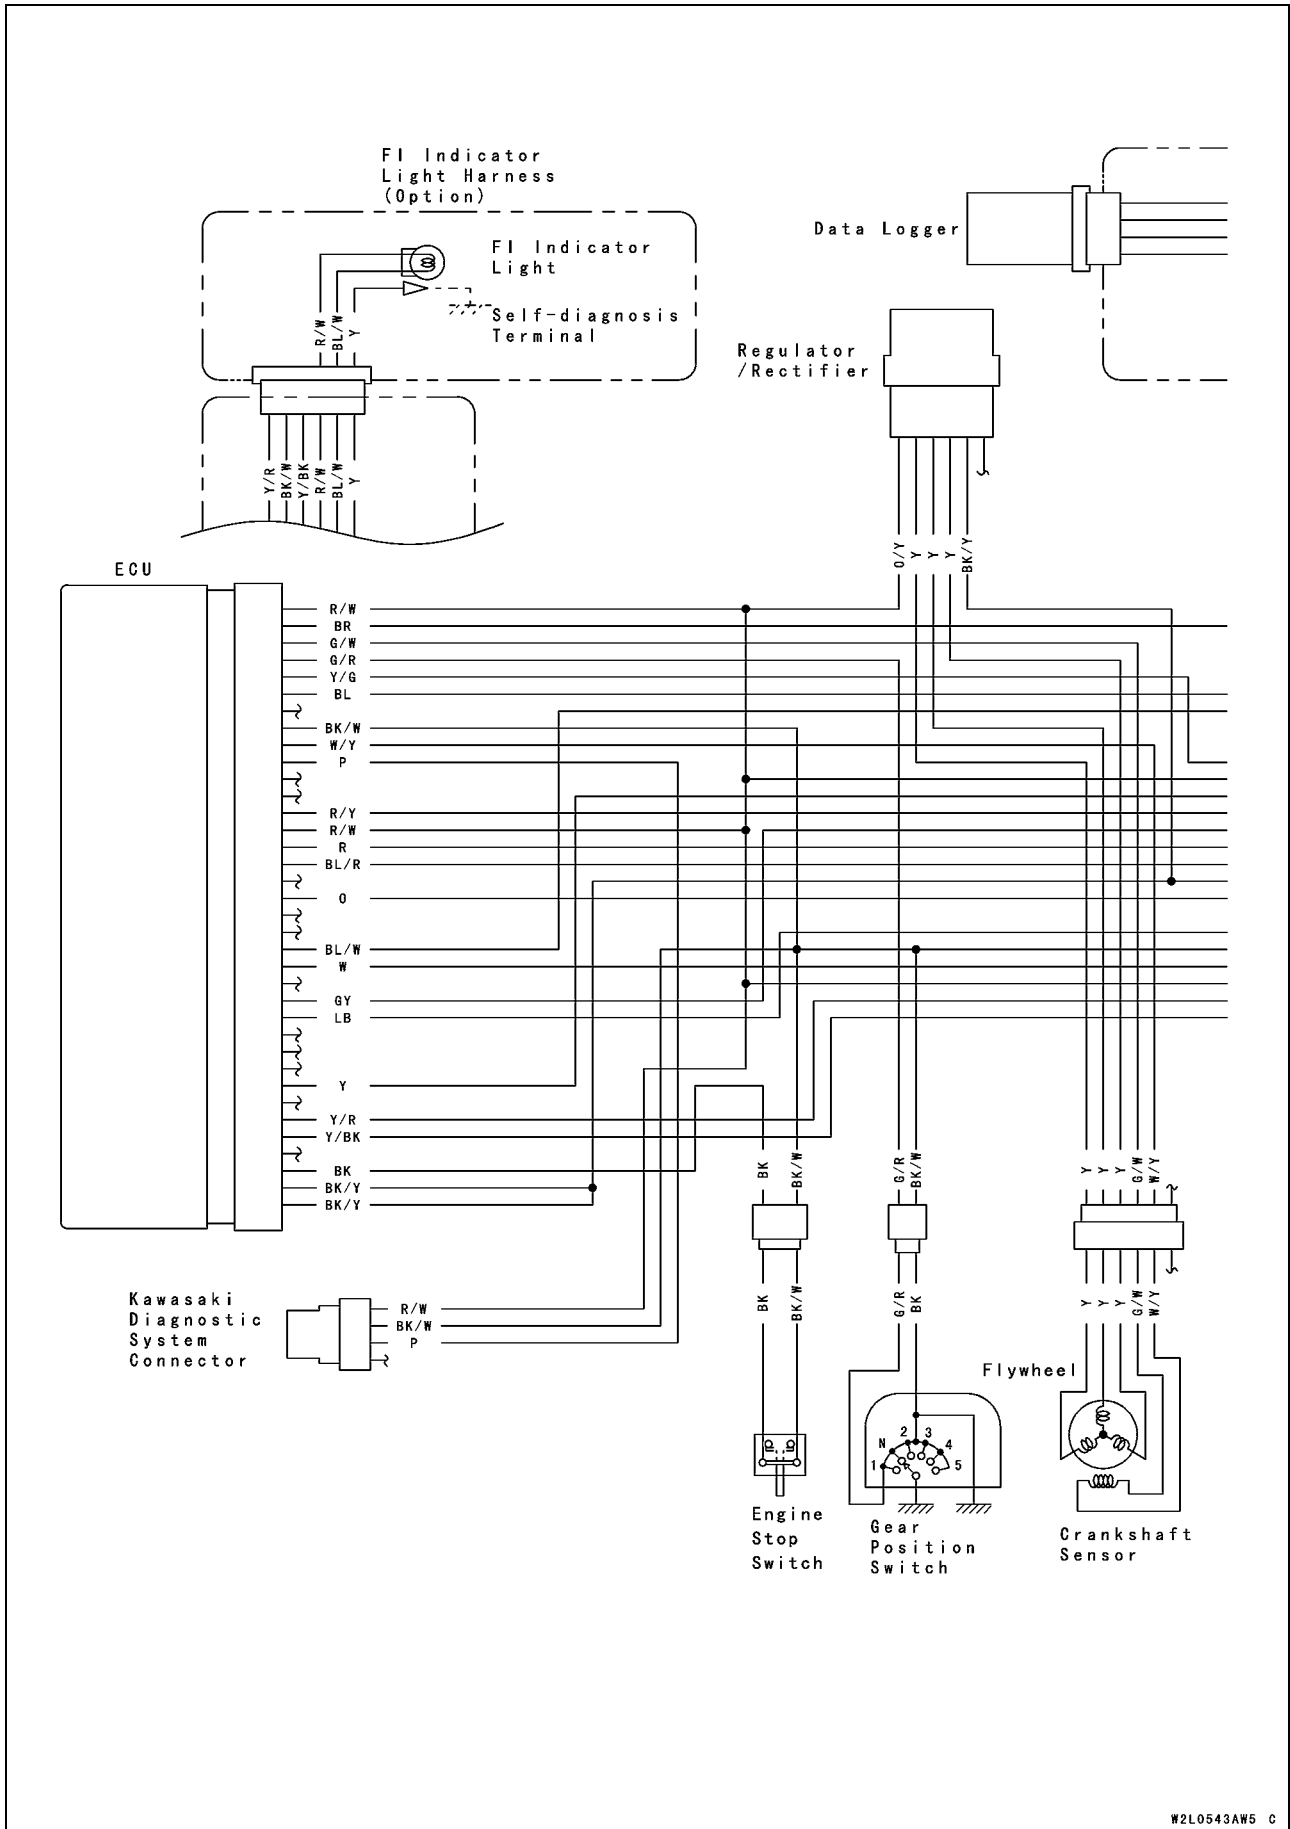 FI Indicator
Light Harness
(Option)
FI Indicator
Light
Self-diagnosis
Terminal
R/W
BL/W
Y
Data Logger
Regulator
/Rectifier
Y/R
BK/W
Y/BK
R/W
BL/W
Y
O/Y
Y
Y
Y
BK/Y
ECU
R/W
BR
G/W
G/R
Y/G
BL
BK/W
W/Y
P
R/Y
R/W
R
BL/R
O
BL/W
W
GY
LB
Y
Y/R
Y/BK
BK
BK/Y
BK/Y
BK
BK/W
G/R
BK/W
Y
Y
Y
G/W
W/Y
Kawasaki
Diagnostic
System
Connector
R/W
BK/W
P
BK
BK/W
G/R
BK
Y
Y
Y
G/W
W/Y
Flywheel
1
N
2
3
4
5
Engine
Stop
Switch
Gear
Position
Switch
Crankshaft
Sensor
W2L0543AW5 C